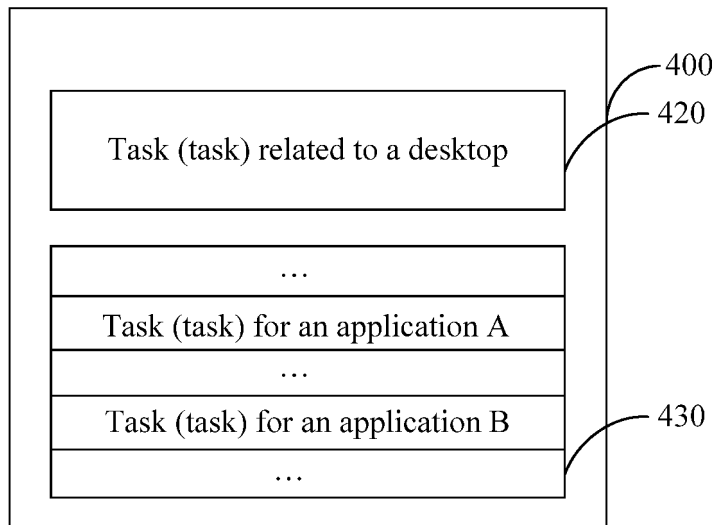 400
420
Task (task) related to a desktop
…
Task (task) for an application A
…
Task (task) for an application B
430
…